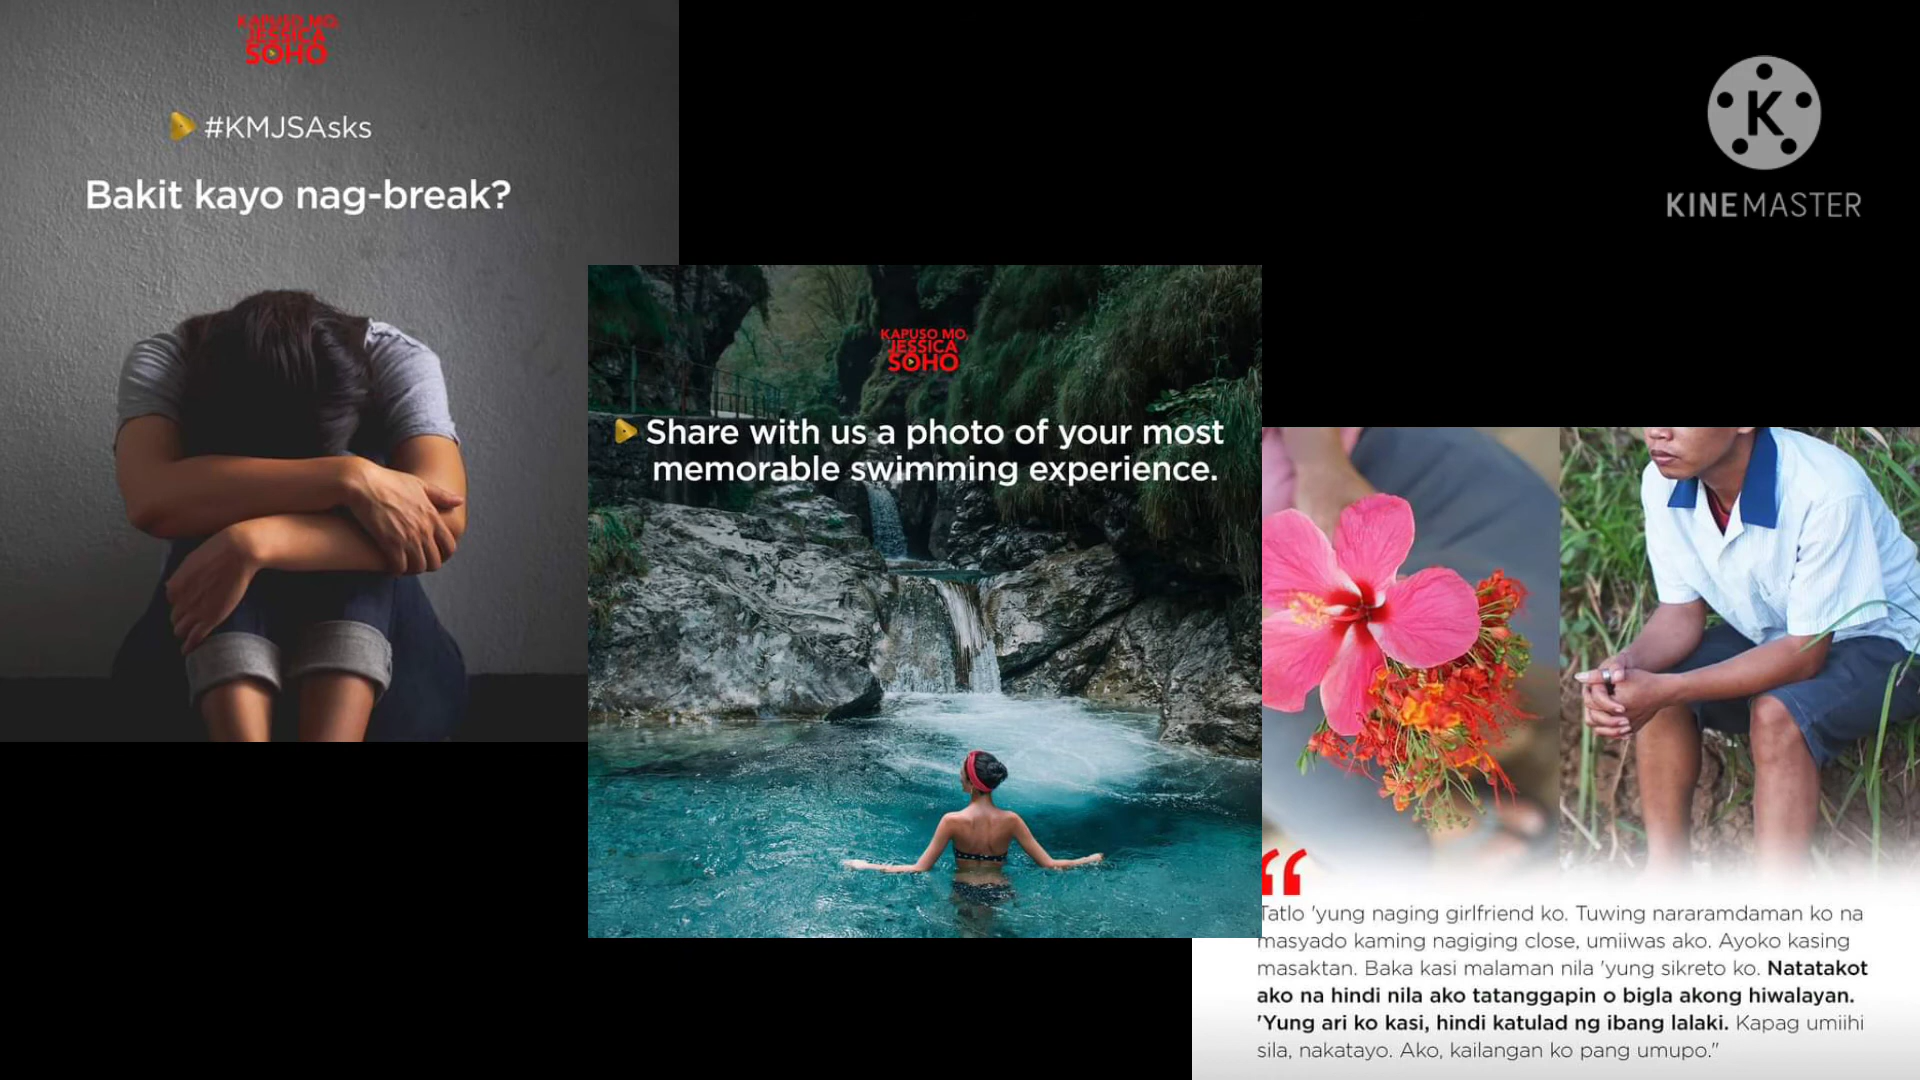 KAPUSO MO,
JESSICA
SOHO
#KMJSAsks
Bakit kayo nag-break?
KAPUSO MO,
JESSICA
SOHO
Share with us a photo of your most
memorable swimming experience.
K
KINEMASTER
“
Tatlo 'yung naging girlfriend ko. Tuwing nararamdaman ko na
masyado kaming nagiging close, umiiwas ako. Ayoko kasing
masaktan. Baka kasi malaman nila 'yung sikreto ko. Natatakot
ako na hindi nila ako tatanggapin o bigla akong hiwalayan.
'Yung ari ko kasi, hindi katulad ng ibang lalaki. Kapag umiihi
sila, nakatayo. Ako, kailangan ko pang umupo."